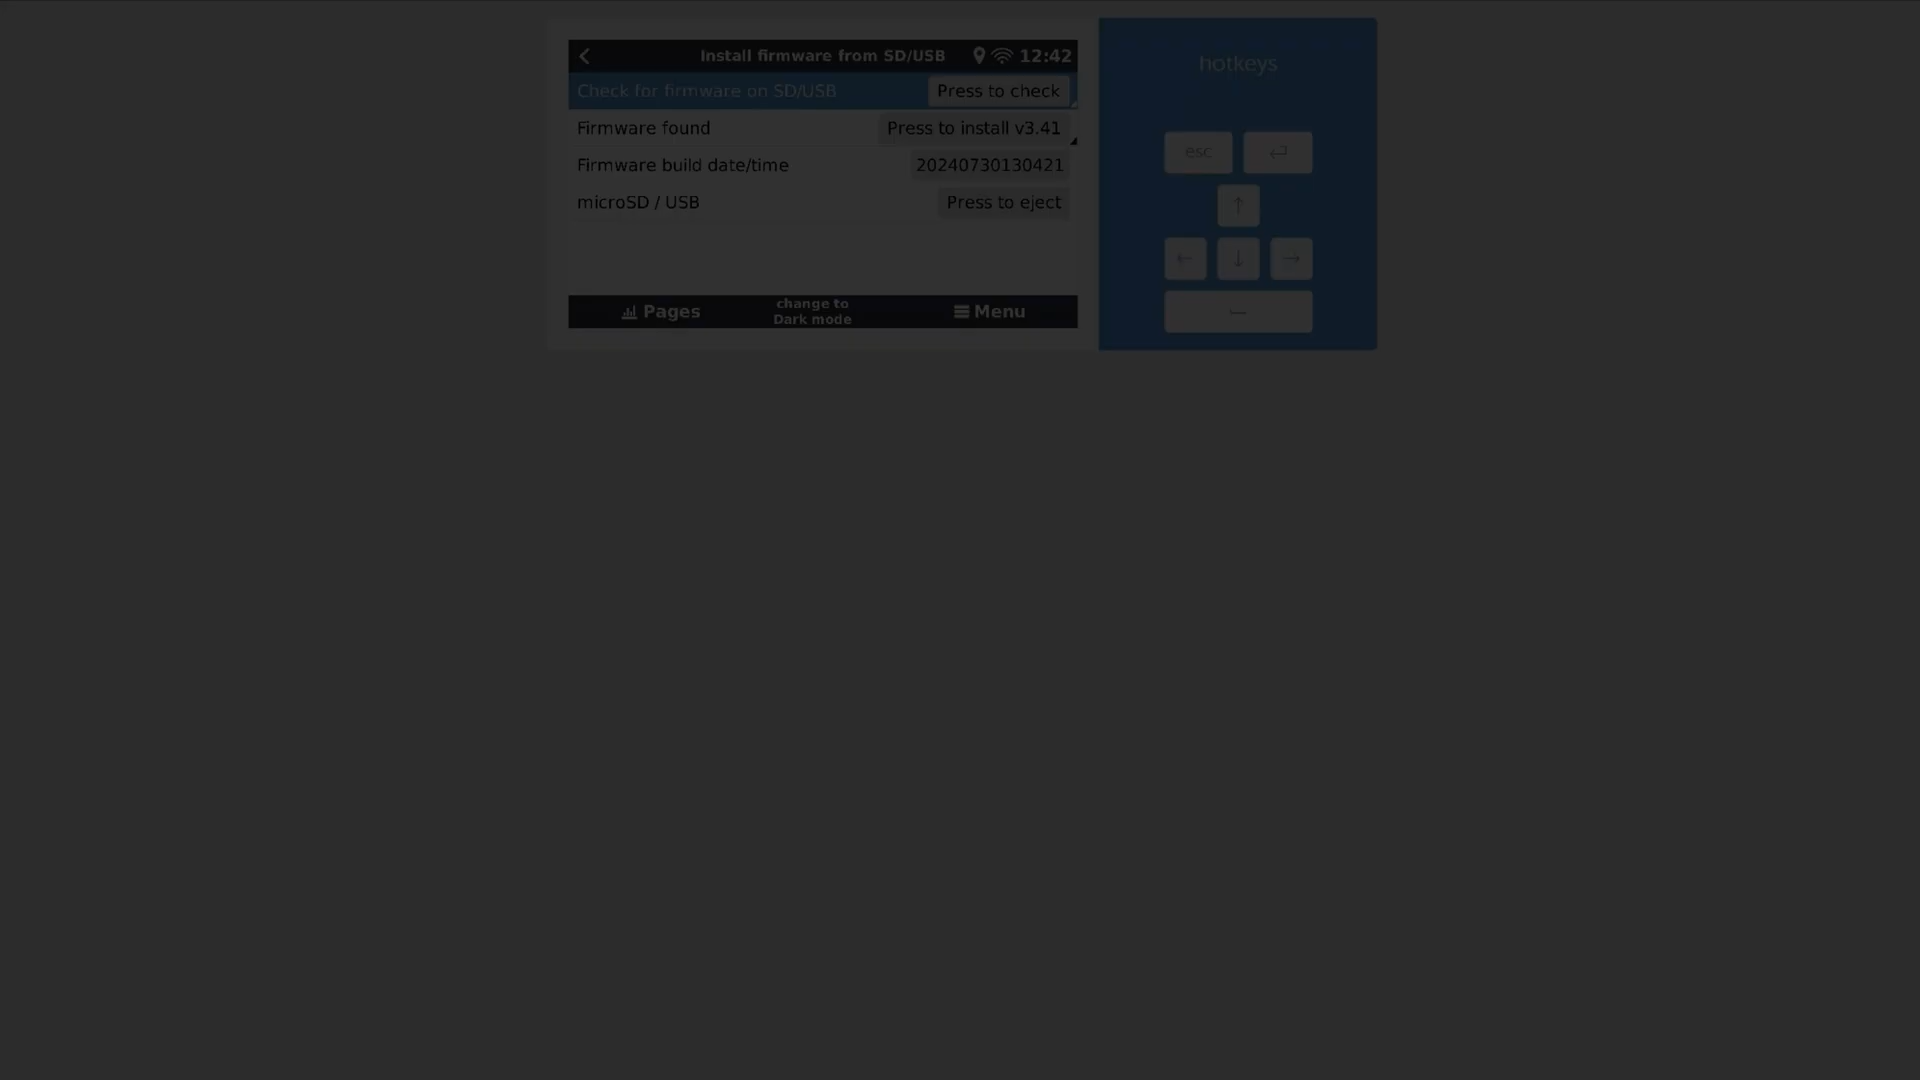 Install firmware from SD/USB 12:42
Check for firmware on SD/USB Press to check
Firmware found Press to install v3.41
Firmware build date/time 20240730130421
microSD / USB Press to eject
Pages change to Menu
Dark mode
hotkeys
esc